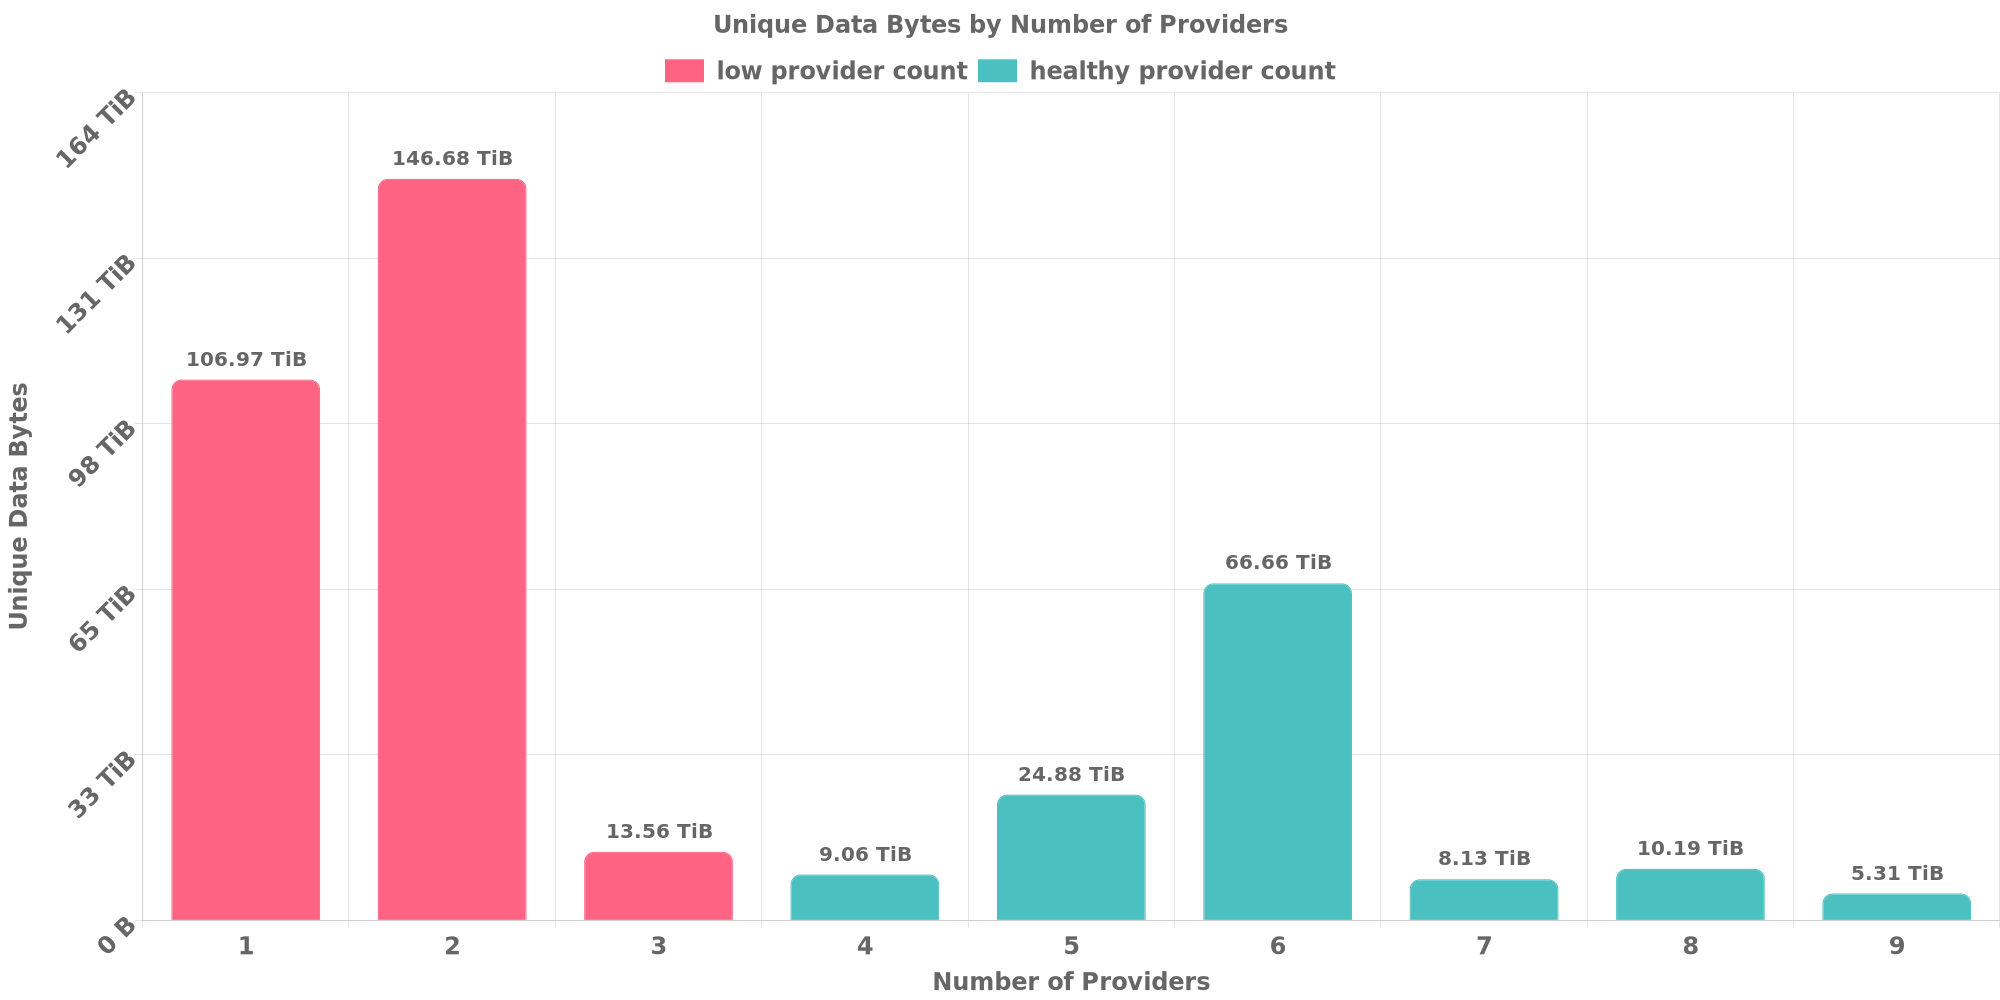 Unique Data Bytes by Number of Providers
low provider count healthy provider count
164 TiB
131 TiB
98 TiB
65 TiB
33 TiB
0 B
Unique Data Bytes
106.97 TiB
146.68 TiB
13.56 TiB
9.06 TiB
24.88 TiB
66.66 TiB
8.13 TiB
10.19 TiB
5.31 TiB
1 2 3 4 5 6 7 8 9
Number of Providers